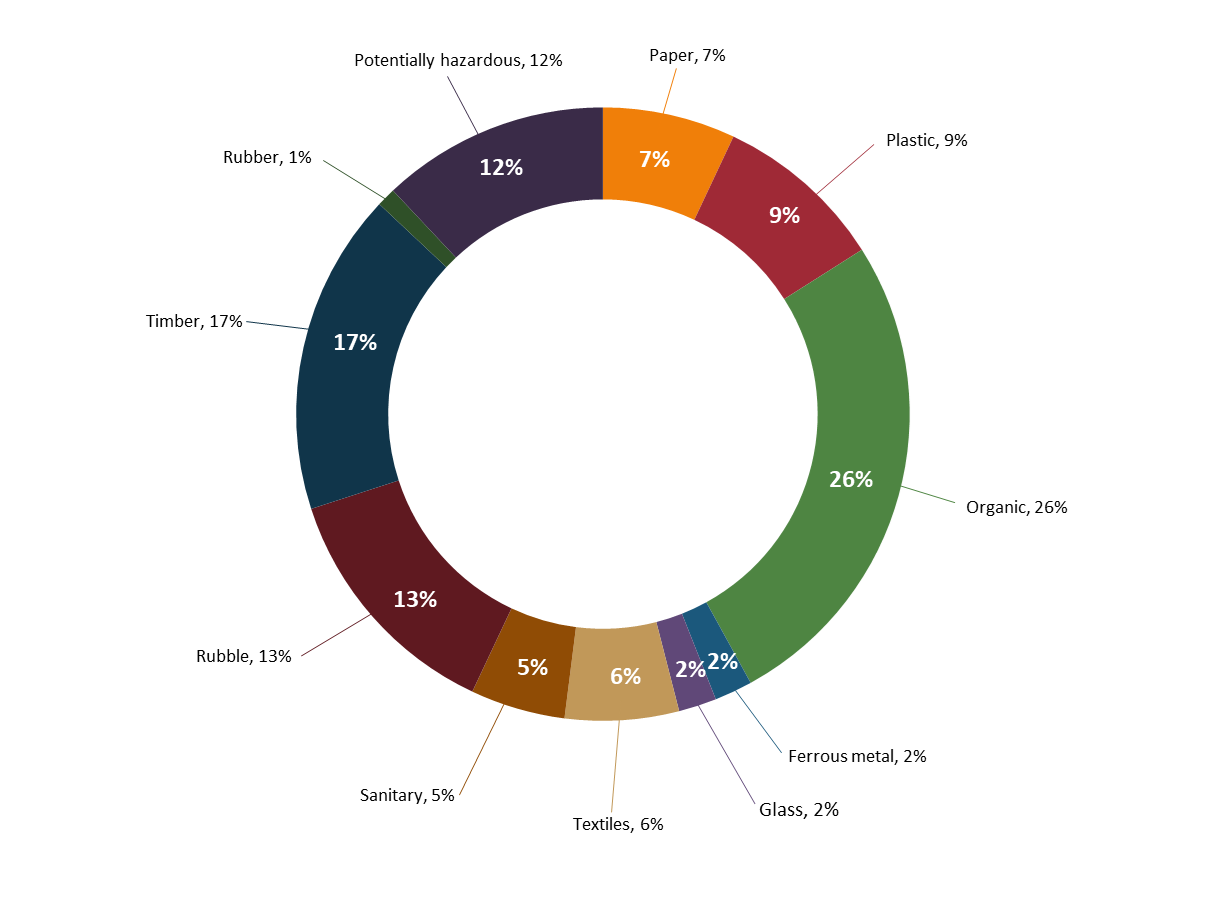 Paper, 7%
Potentially hazardous, 12%
Plastic, 9%
Rubber, 1%
7%
12%
9%
Timber, 17%
17%
26%
Organic, 26%
13%
Rubble, 13%
5%
6%
2%
2%
Ferrous metal, 2%
Sanitary, 5%
Glass, 2%
Textiles, 6%